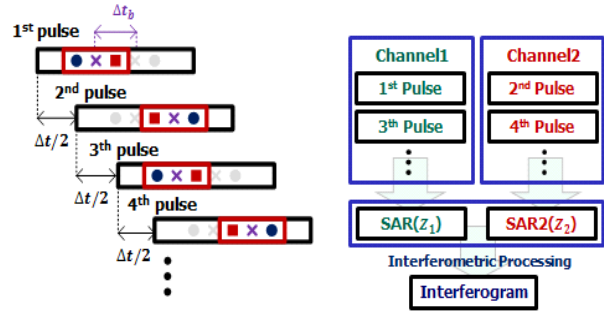 Δt_b
1st pulse
2nd pulse
Δt/2
3th pulse
Δt/2
4th pulse
Δt/2
Channel1
Channel2
1st Pulse
2nd Pulse
3th Pulse
4th Pulse
SAR(z₁)
SAR2(z₂)
Interferometric Processing
Interferogram